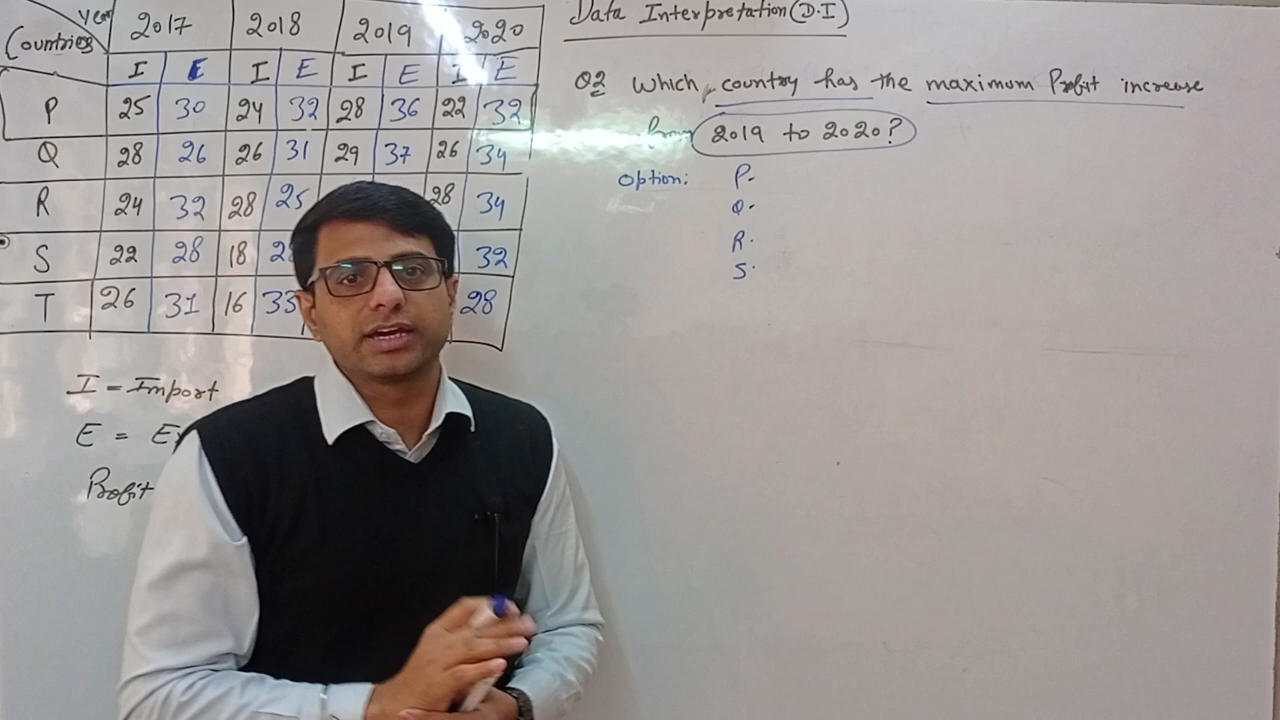 Year
Countries
2017 2018 2019 2020
I E I E I E I E
P 25 30 24 32 28 36 22 32
Q 28 26 26 31 29 37 26 34
R 24 32 28 25 28 34
S 22 28 18 32
T 26 31 16 33 28
I = Import
E =
Profit
Data Interpretation (D.I)
Q2 Which country has the maximum Profit increase
from 2019 to 2020?
Option: P.
Q.
R.
S.